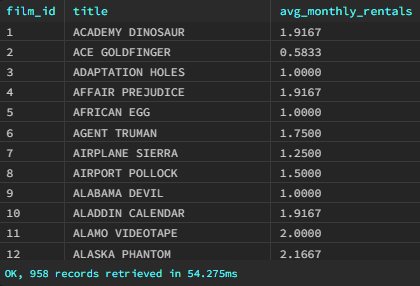 film_id title avg_monthly_rentals
1 ACADEMY DINOSAUR 1.9167
2 ACE GOLDFINGER 0.5833
3 ADAPTATION HOLES 1.0000
4 AFFAIR PREJUDICE 1.9167
5 AFRICAN EGG 1.0000
6 AGENT TRUMAN 1.7500
7 AIRPLANE SIERRA 1.2500
8 AIRPORT POLLOCK 1.5000
9 ALABAMA DEVIL 1.0000
10 ALADDIN CALENDAR 1.9167
11 ALAMO VIDEOTAPE 2.0000
12 ALASKA PHANTOM 2.1667
OK, 958 records retrieved in 54.275ms